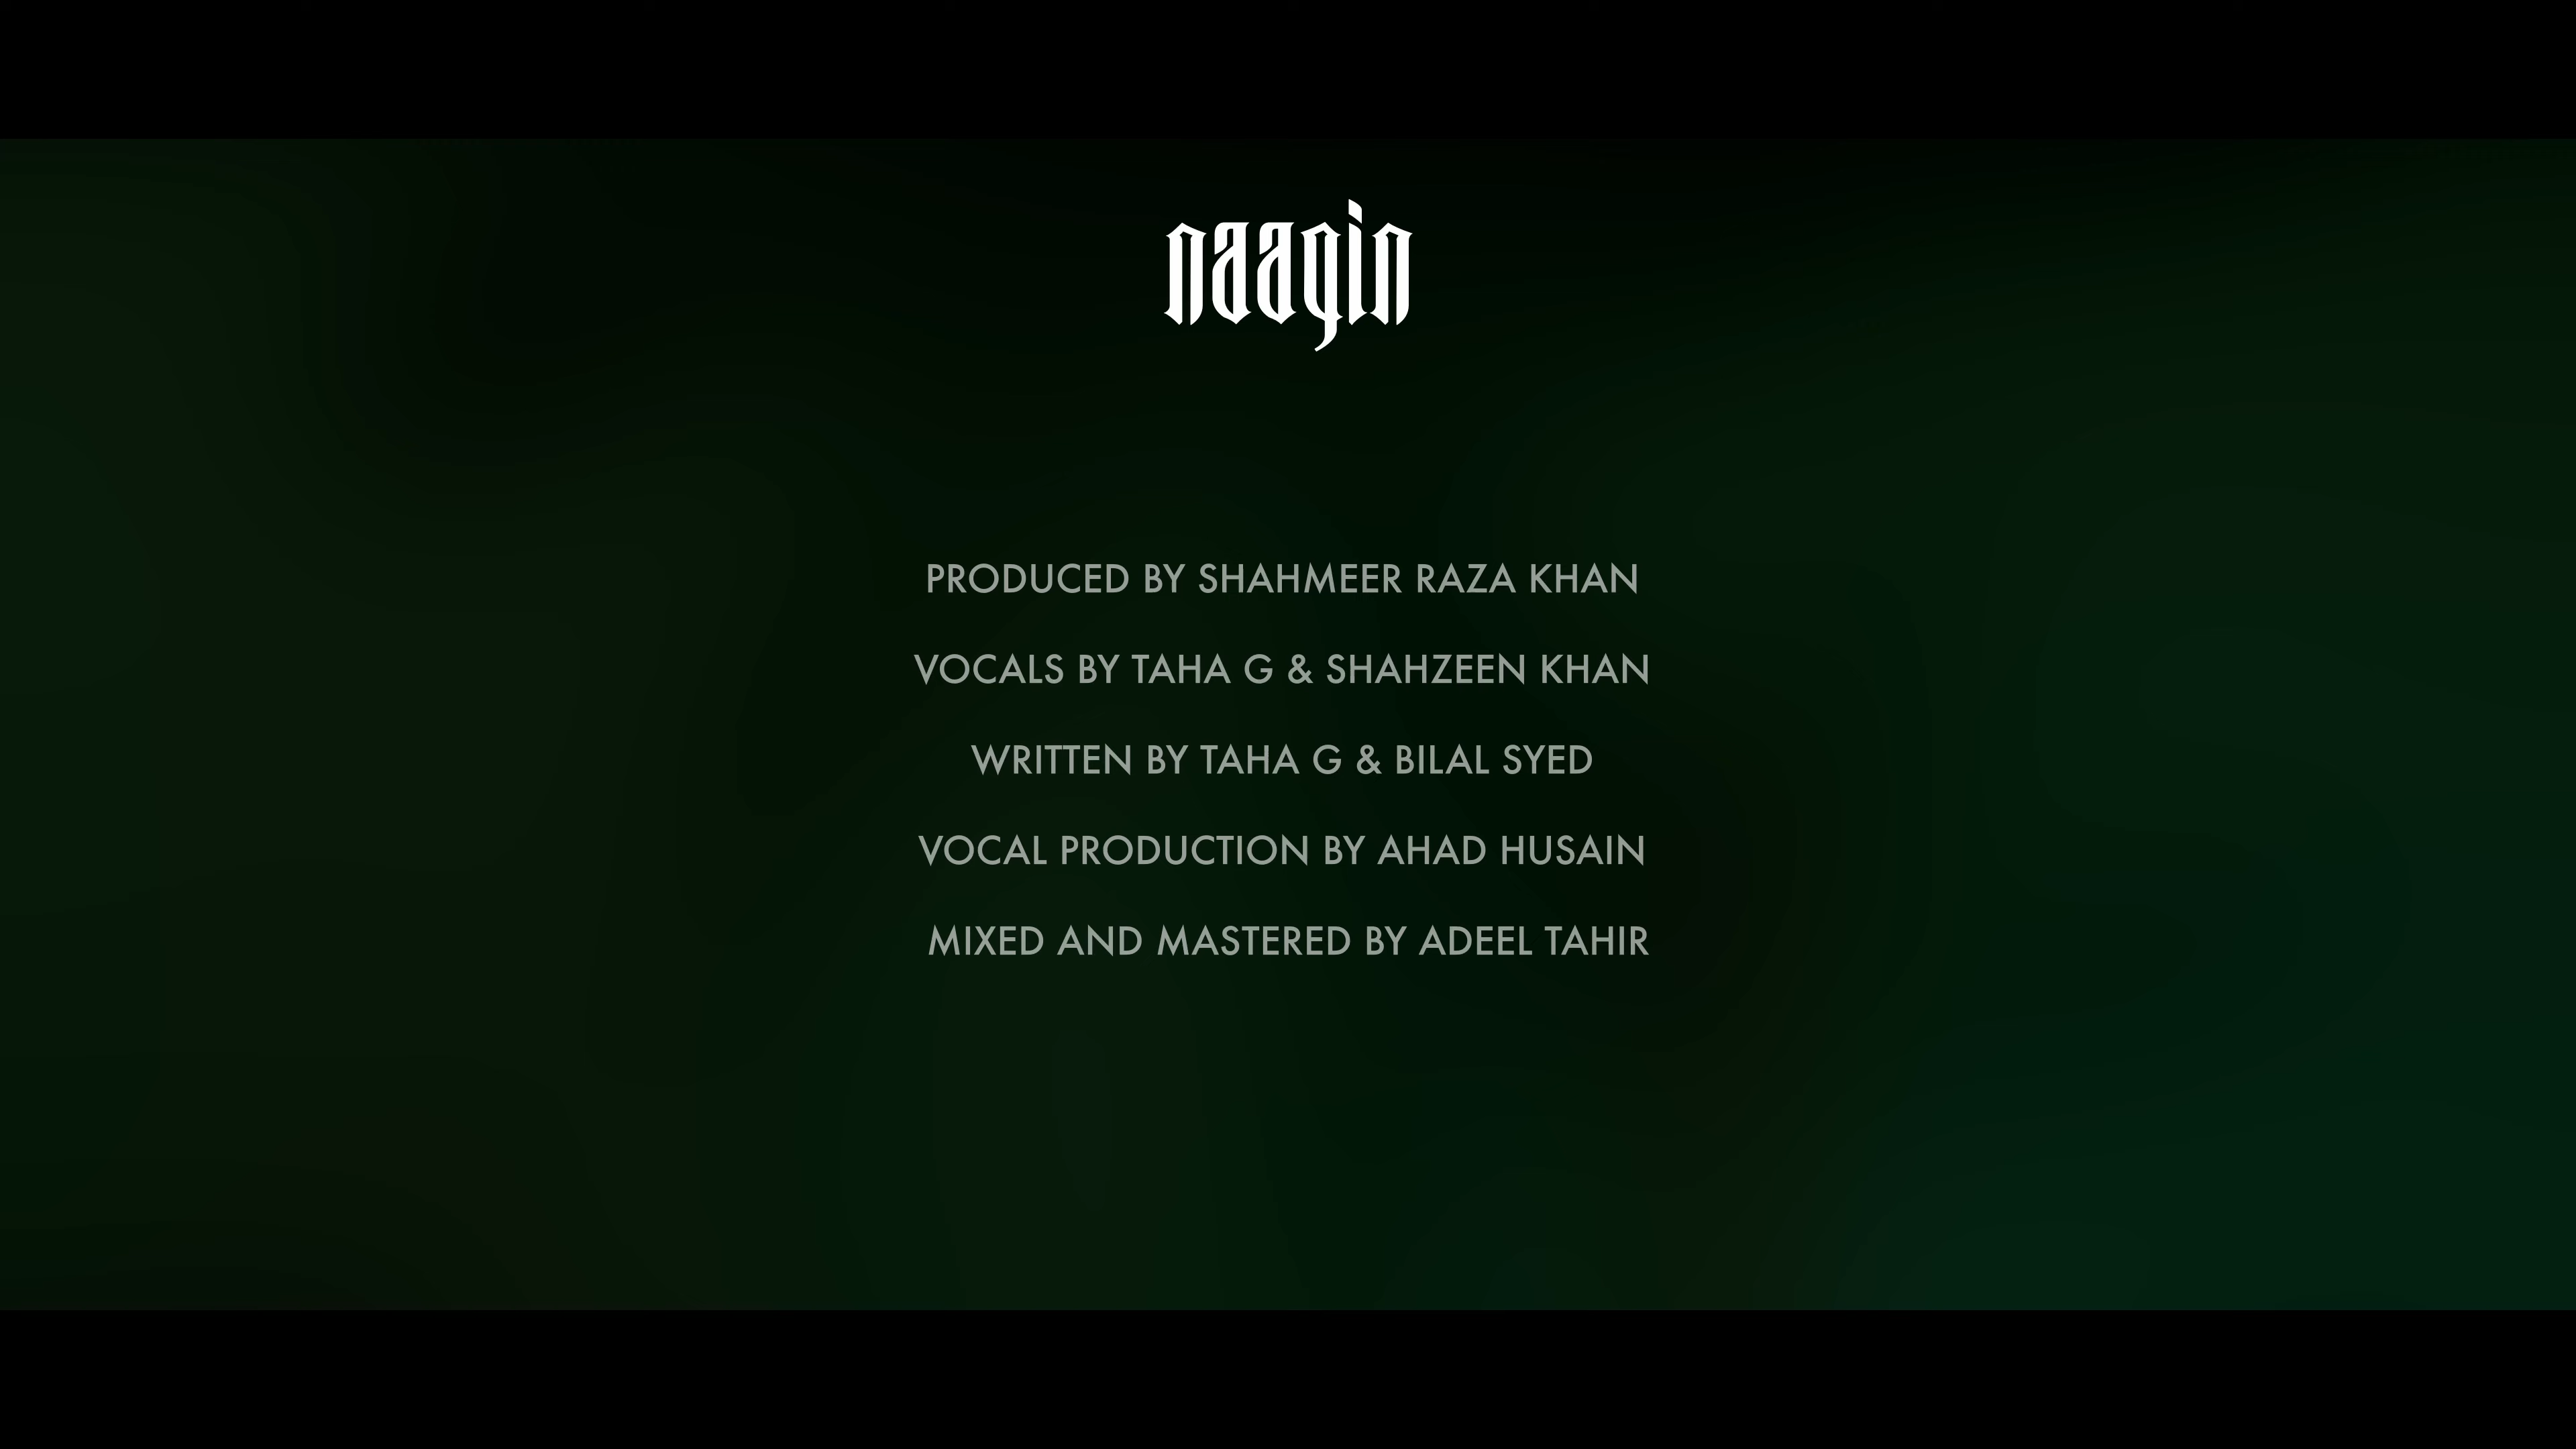 naagin
PRODUCED BY SHAHMEER RAZA KHAN
VOCALS BY TAHA G & SHAHZEEN KHAN
WRITTEN BY TAHA G & BILAL SYED
VOCAL PRODUCTION BY AHAD HUSAIN
MIXED AND MASTERED BY ADEEL TAHIR